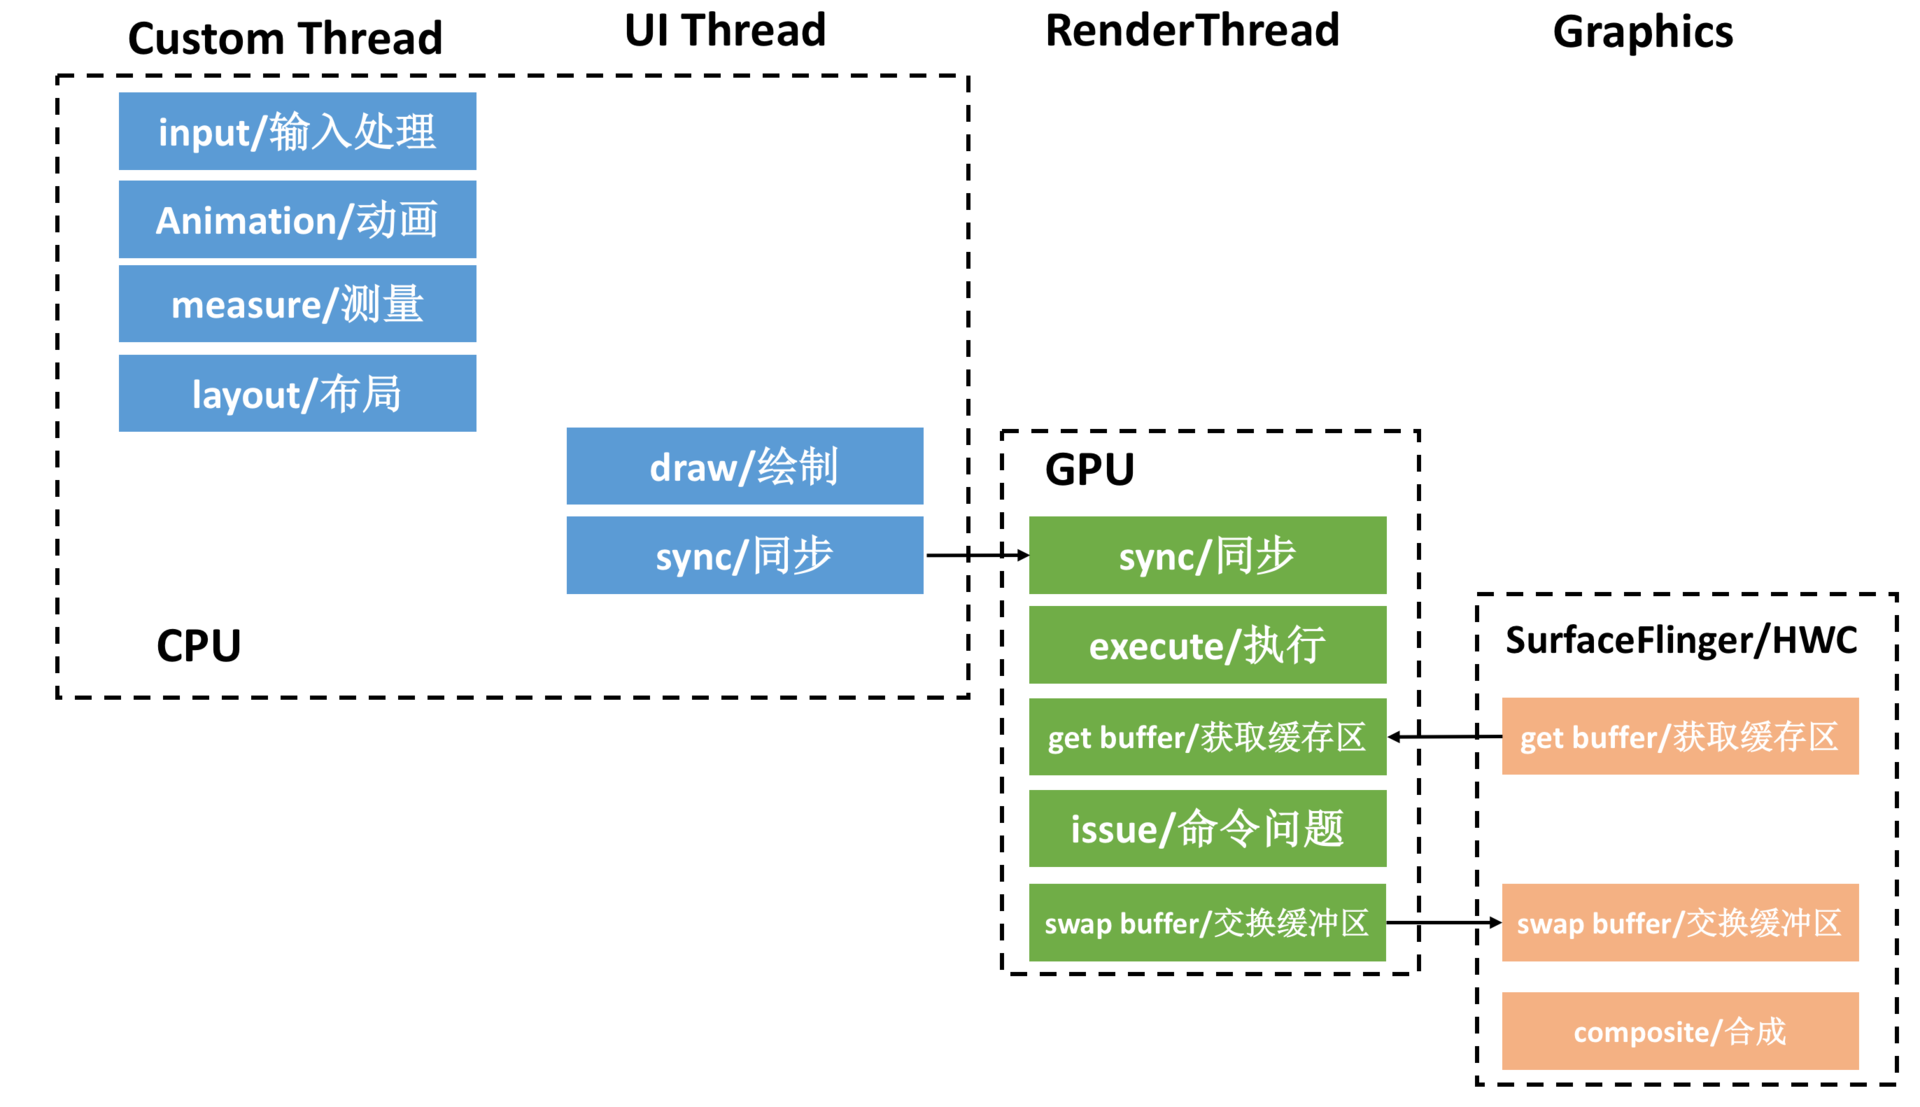 Custom Thread
UI Thread
RenderThread
Graphics
input/输入处理
Animation/动画
measure/测量
layout/布局
draw/绘制
sync/同步
CPU
GPU
sync/同步
execute/执行
get buffer/获取缓存区
issue/命令问题
swap buffer/交换缓冲区
SurfaceFlinger/HWC
get buffer/获取缓存区
swap buffer/交换缓冲区
composite/合成